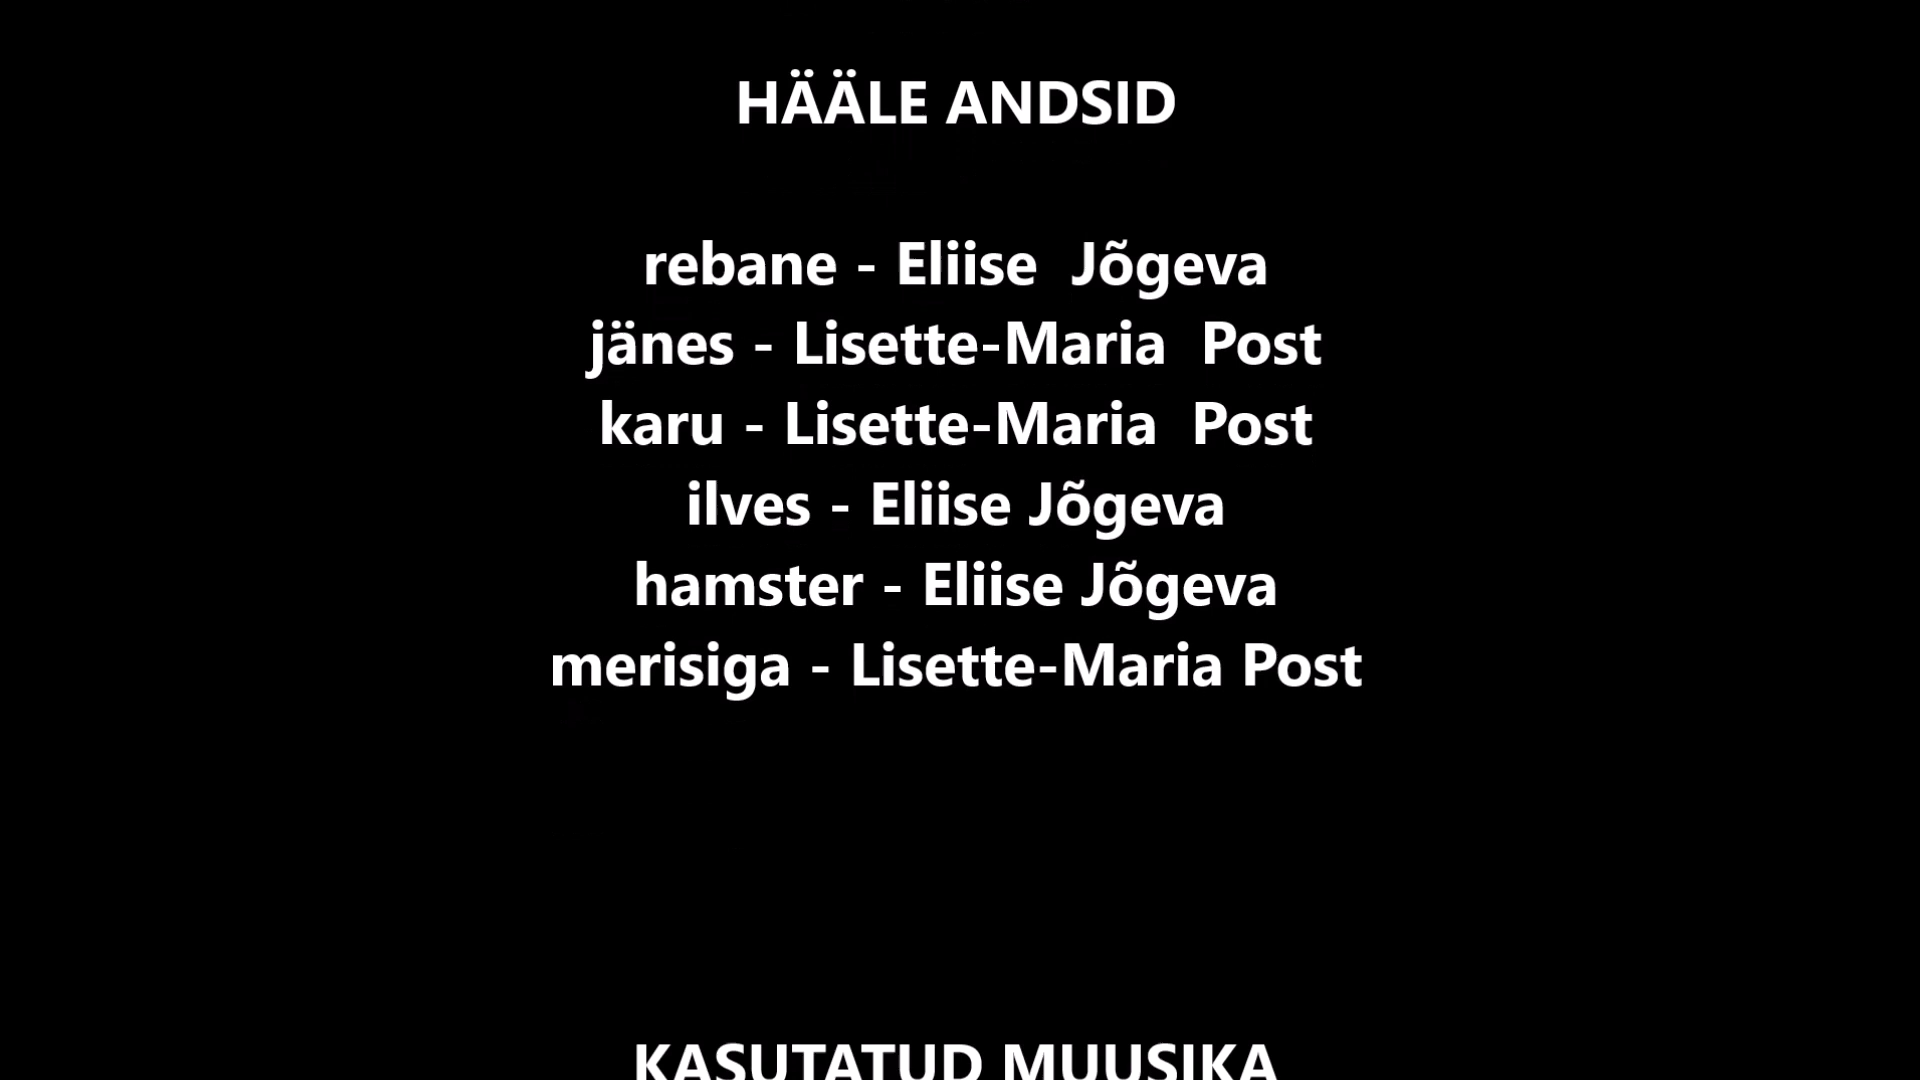 HÄÄLE ANDSID
rebane - Eliise  Jõgeva
jänes - Lisette-Maria  Post
karu - Lisette-Maria  Post
ilves - Eliise Jõgeva
hamster - Eliise Jõgeva
merisiga - Lisette-Maria Post
KASUTATUD MUUSIKA